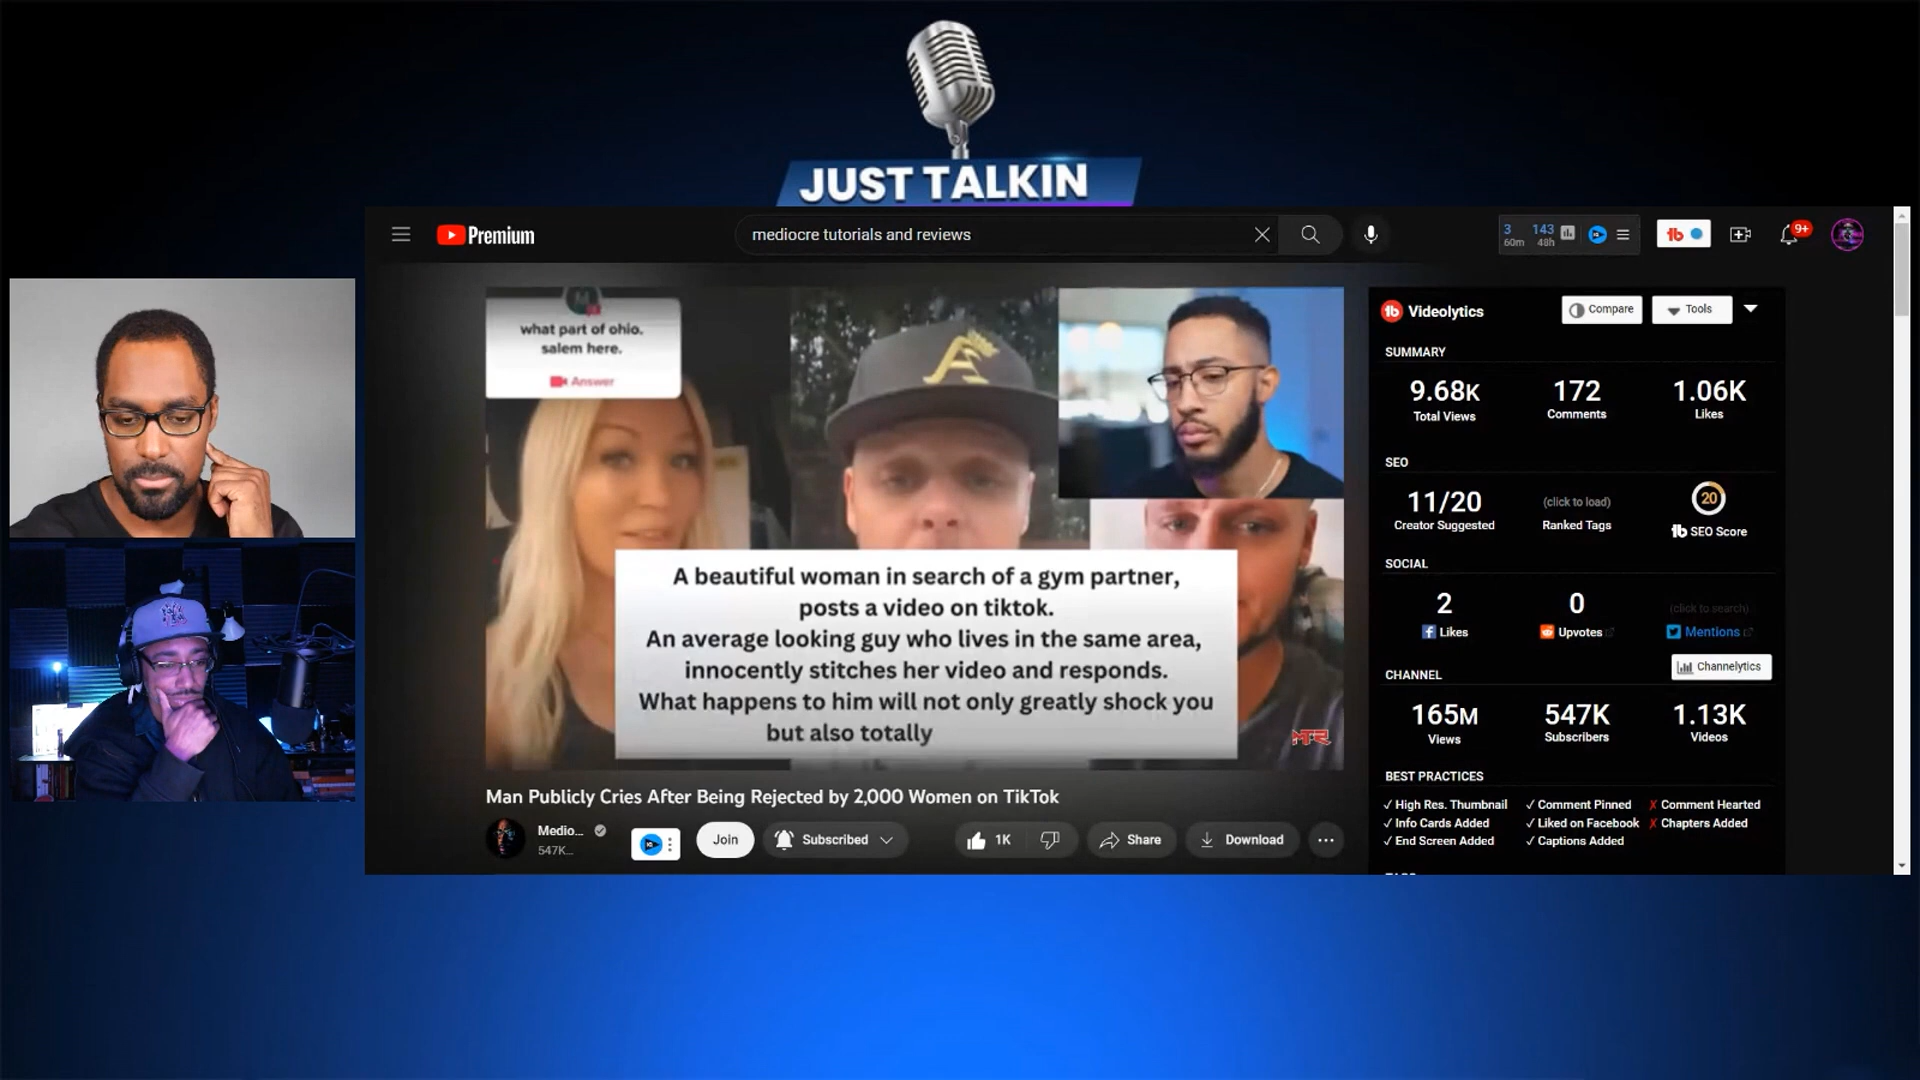 JUST TALKIN
Premium
mediocre tutorials and reviews
3
60m
143
48h
9+
what part of ohio.
salem here.
Answer
A beautiful woman in search of a gym partner,
posts a video on tiktok.
An average looking guy who lives in the same area,
innocently stitches her video and responds.
What happens to him will not only greatly shock you
but also totally
MTR
Man Publicly Cries After Being Rejected by 2,000 Women on TikTok
Medio...
547K...
Join
Subscribed
1K
Share
Download
Videolytics
Compare
Tools
SUMMARY
9.68K
Total Views
172
Comments
1.06K
Likes
SEO
11/20
Creator Suggested
(click to load)
Ranked Tags
20
SEO Score
SOCIAL
2
Likes
0
Upvotes
(click to search)
Mentions
CHANNEL
Channelytics
165M
Views
547K
Subscribers
1.13K
Videos
BEST PRACTICES
✓ High Res. Thumbnail
✓ Comment Pinned
✗ Comment Hearted
✓ Info Cards Added
✓ Liked on Facebook
✗ Chapters Added
✓ End Screen Added
✓ Captions Added